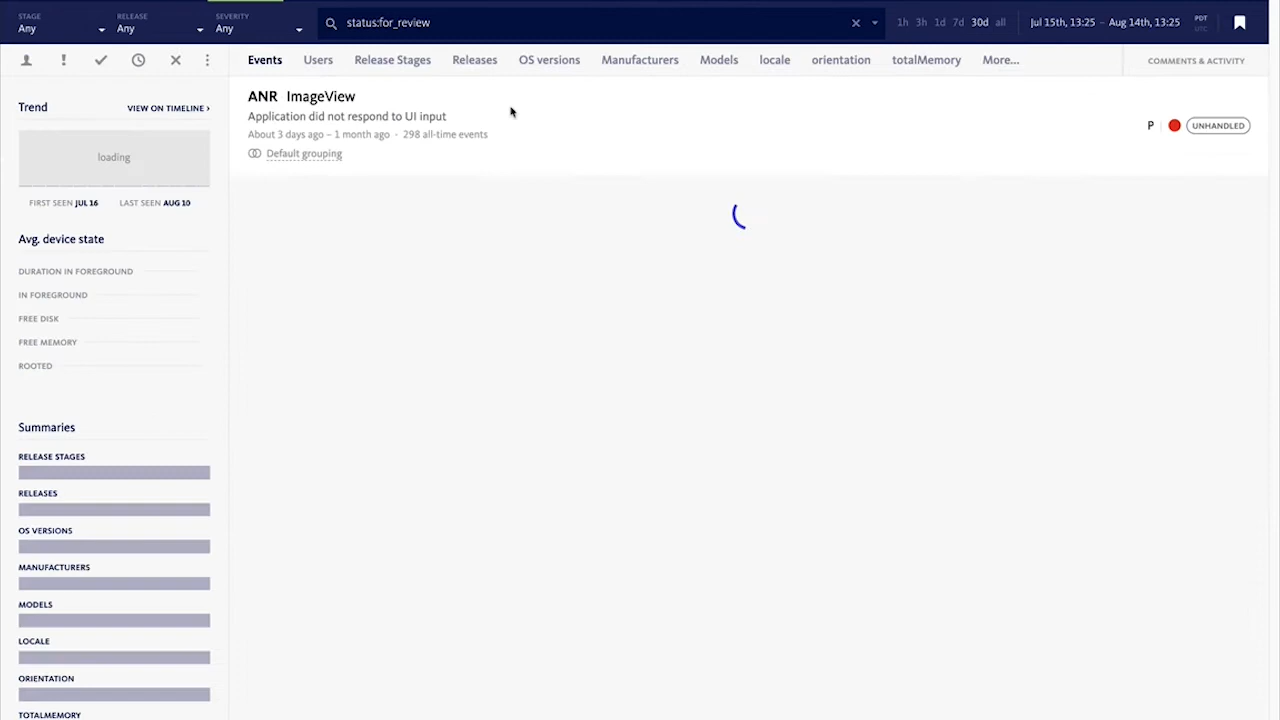 STAGE RELEASE SEVERITY
Any Any Any
status:for_review
1h 3h 1d 7d 30d all
Jul 15th, 13:25 – Aug 14th, 13:25
PDT
UTC
Events Users Release Stages Releases OS versions Manufacturers Models locale orientation totalMemory More...
COMMENTS & ACTIVITY
Trend VIEW ON TIMELINE ›
loading
FIRST SEEN JUL 16 LAST SEEN AUG 10
Avg. device state
DURATION IN FOREGROUND
IN FOREGROUND
FREE DISK
FREE MEMORY
ROOTED
Summaries
RELEASE STAGES
RELEASES
OS VERSIONS
MANUFACTURERS
MODELS
LOCALE
ORIENTATION
TOTALMEMORY
ANR ImageView
Application did not respond to UI input
About 3 days ago – 1 month ago · 298 all-time events
Default grouping
P UNHANDLED